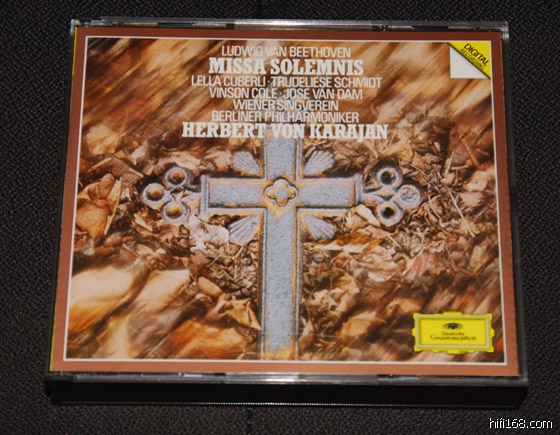 LUDWIG VAN BEETHOVEN
MISSA SOLEMNIS
LELLA CUBERLI · TRUDELIESE SCHMIDT
VINSON COLE · JOSÉ VAN DAM
WIENER SINGVEREIN
BERLINER PHILHARMONIKER
HERBERT VON KARAJAN
DIGITAL
Deutsche
Grammophon
hifi168.com